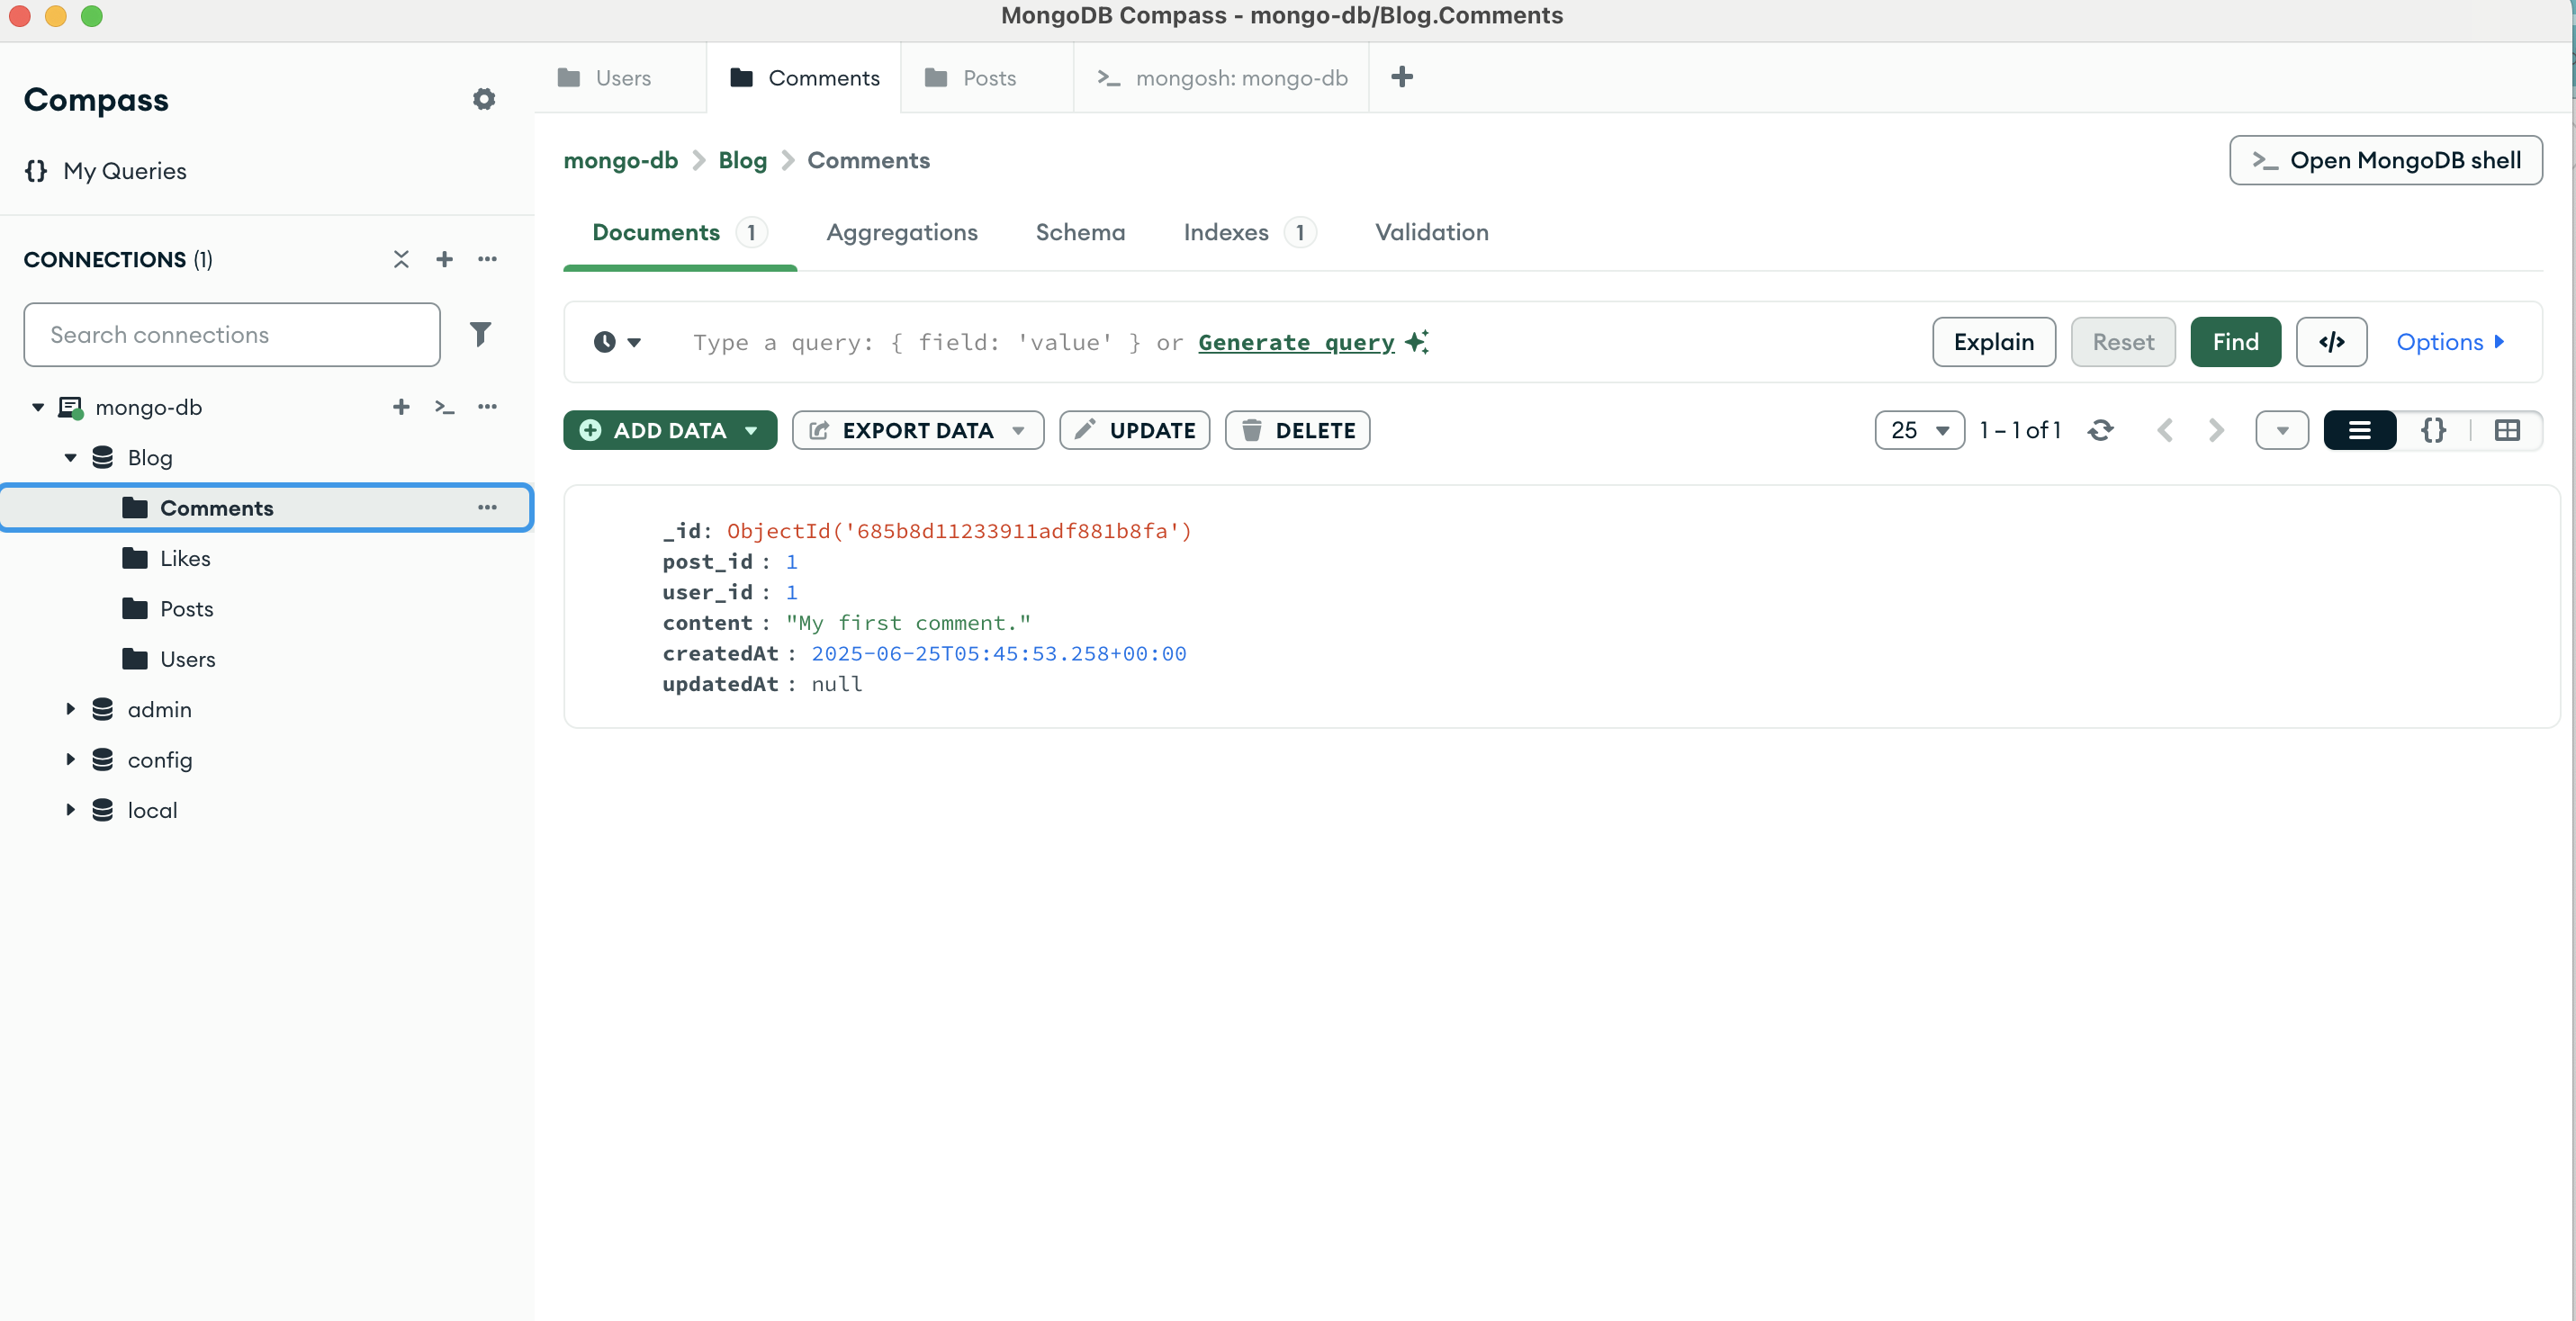 MongoDB Compass - mongo-db/Blog.Comments
Compass
My Queries
CONNECTIONS (1)
Search connections
mongo-db
Blog
Comments
Likes
Posts
Users
admin
config
local
Users
Comments
Posts
mongosh: mongo-db
mongo-db Blog Comments
Open MongoDB shell
Documents 1 Aggregations Schema Indexes 1 Validation
Type a query: { field: 'value' } or Generate query
Explain Reset Find </> Options
ADD DATA EXPORT DATA UPDATE DELETE
25 1 – 1 of 1 {}
_id: ObjectId('685b8d11233911adf881b8fa')
post_id : 1
user_id : 1
content : "My first comment."
createdAt : 2025-06-25T05:45:53.258+00:00
updatedAt : null